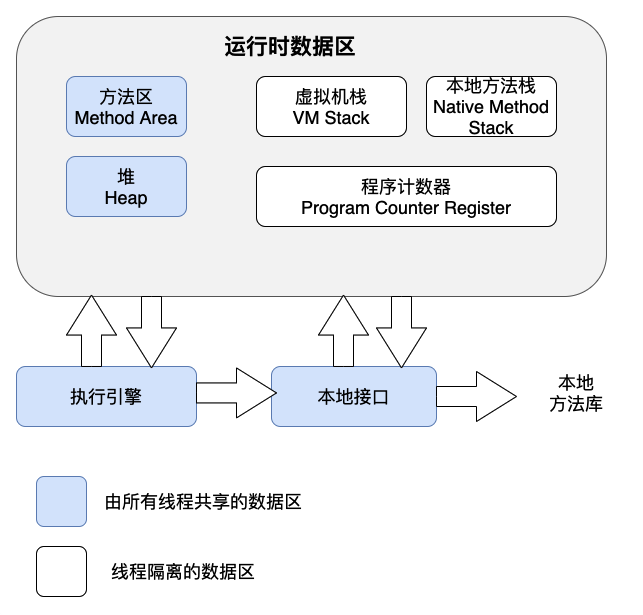 运行时数据区
方法区
Method Area
虚拟机栈
VM Stack
本地方法栈
Native Method
Stack
堆
Heap
程序计数器
Program Counter Register
执行引擎
本地接口
本地
方法库
由所有线程共享的数据区
线程隔离的数据区